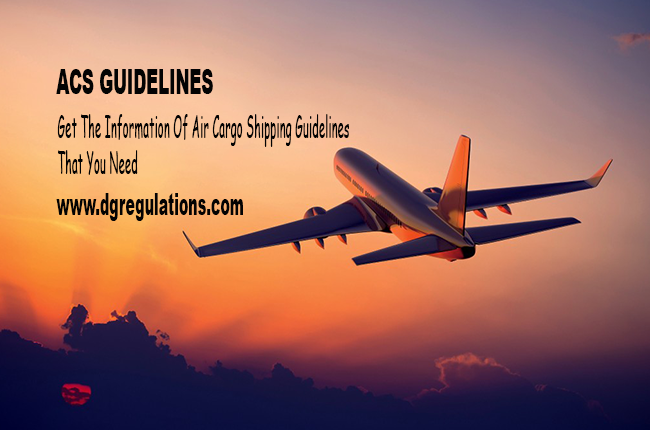 ACS GUIDELINES
Get The Information Of Air Cargo Shipping Guidelines
That You Need
www.dgregulations.com